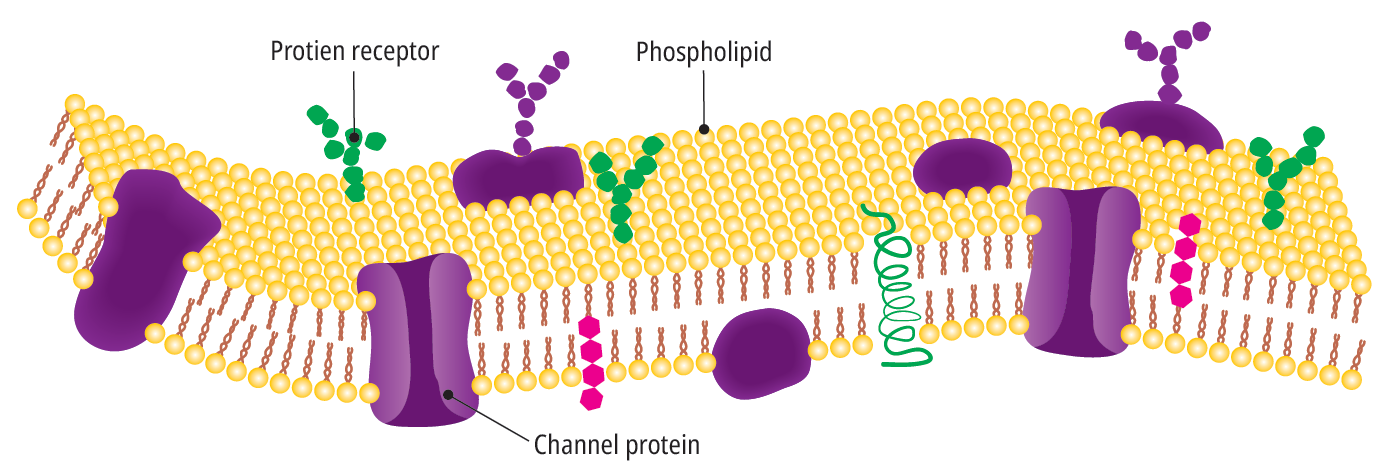 Protien receptor
Phospholipid
Channel protein